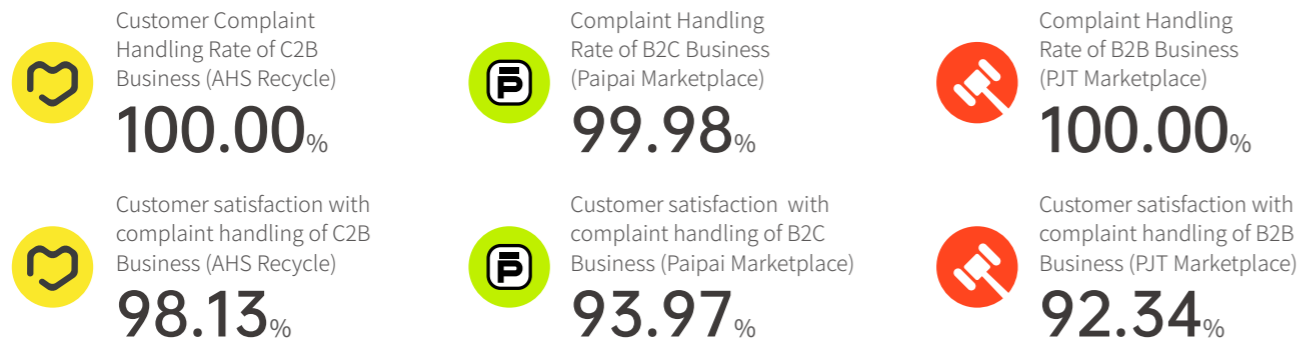 Customer Complaint
Handling Rate of C2B
Business (AHS Recycle)
100.00%
Complaint Handling
Rate of B2C Business
(Paipai Marketplace)
99.98%
Complaint Handling
Rate of B2B Business
(PJT Marketplace)
100.00%
Customer satisfaction with
complaint handling of C2B
Business (AHS Recycle)
98.13%
Customer satisfaction  with
complaint handling of B2C
Business (Paipai Marketplace)
93.97%
Customer satisfaction with
complaint handling of B2B
Business (PJT Marketplace)
92.34%